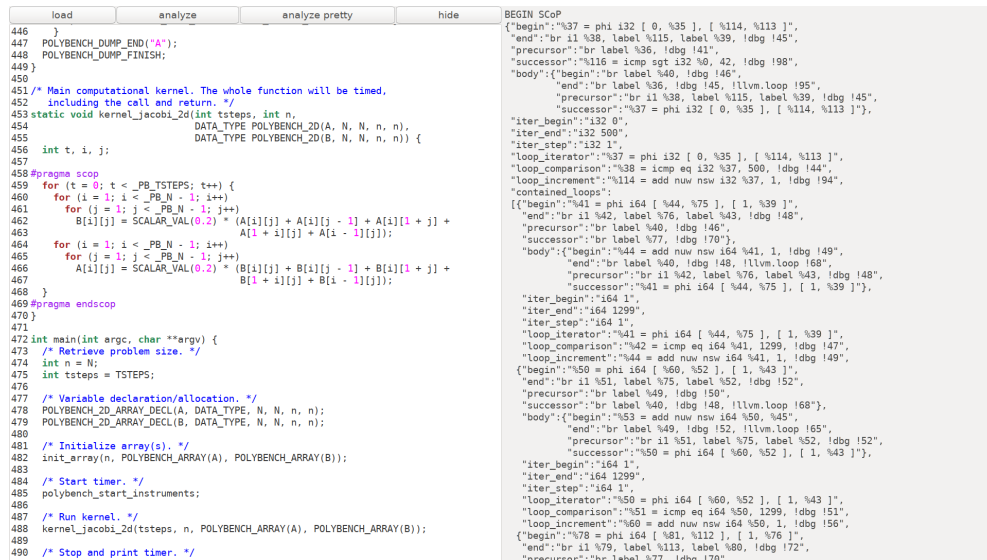 load analyze analyze pretty hide
446       }
447   POLYBENCH_DUMP_END("A");
448   POLYBENCH_DUMP_FINISH;
449 }
450
451 /* Main computational kernel. The whole function will be timed,
452    including the call and return. */
453 static void kernel_jacobi_2d(int tsteps, int n,
454                              DATA_TYPE POLYBENCH_2D(A, N, N, n, n),
455                              DATA_TYPE POLYBENCH_2D(B, N, N, n, n)) {
456   int t, i, j;
457
458 #pragma scop
459   for (t = 0; t < _PB_TSTEPS; t++) {
460     for (i = 1; i < _PB_N - 1; i++)
461       for (j = 1; j < _PB_N - 1; j++)
462         B[i][j] = SCALAR_VAL(0.2) * (A[i][j] + A[i][j - 1] + A[i][1 + j] +
463                                      A[1 + i][j] + A[i - 1][j]);
464     for (i = 1; i < _PB_N - 1; i++)
465       for (j = 1; j < _PB_N - 1; j++)
466         A[i][j] = SCALAR_VAL(0.2) * (B[i][j] + B[i][j - 1] + B[i][1 + j] +
467                                      B[1 + i][j] + B[i - 1][j]);
468   }
469 #pragma endscop
470 }
471
472 int main(int argc, char **argv) {
473   /* Retrieve problem size. */
474   int n = N;
475   int tsteps = TSTEPS;
476
477   /* Variable declaration/allocation. */
478   POLYBENCH_2D_ARRAY_DECL(A, DATA_TYPE, N, N, n, n);
479   POLYBENCH_2D_ARRAY_DECL(B, DATA_TYPE, N, N, n, n);
480
481   /* Initialize array(s). */
482   init_array(n, POLYBENCH_ARRAY(A), POLYBENCH_ARRAY(B));
483
484   /* Start timer. */
485   polybench_start_instruments;
486
487   /* Run kernel. */
488   kernel_jacobi_2d(tsteps, n, POLYBENCH_ARRAY(A), POLYBENCH_ARRAY(B));
489
490   /* Stop and print timer. */
BEGIN SCoP
{"begin":"%37 = phi i32 [ 0, %35 ], [ %114, %113 ]",
 "end":"br i1 %38, label %115, label %39, !dbg !45",
 "precursor":"br label %36, !dbg !41",
 "successor":"%116 = icmp sgt i32 %0, 42, !dbg !98",
 "body":{"begin":"br label %40, !dbg !46",
         "end":"br label %36, !dbg !45, !llvm.loop !95",
         "precursor":"br i1 %38, label %115, label %39, !dbg !45",
         "successor":"%37 = phi i32 [ 0, %35 ], [ %114, %113 ]"},
 "iter_begin":"i32 0",
 "iter_end":"i32 500",
 "iter_step":"i32 1",
 "loop_iterator":"%37 = phi i32 [ 0, %35 ], [ %114, %113 ]",
 "loop_comparison":"%38 = icmp eq i32 %37, 500, !dbg !44",
 "loop_increment":"%114 = add nuw nsw i32 %37, 1, !dbg !94",
 "contained_loops":
 [{"begin":"%41 = phi i64 [ %44, %75 ], [ 1, %39 ]",
   "end":"br i1 %42, label %76, label %43, !dbg !48",
   "precursor":"br label %40, !dbg !46",
   "successor":"br label %77, !dbg !70"},
   "body":{"begin":"%44 = add nuw nsw i64 %41, 1, !dbg !49"
           "end":"br label %40, !dbg !48, !llvm.loop !68",
           "precursor":"br i1 %42, label %76, label %43, !dbg !48",
           "successor":"%41 = phi i64 [ %44, %75 ], [ 1, %39 ]"},
   "iter_begin":"i64 1",
   "iter_end":"i64 1299",
   "iter_step":"i64 1",
   "loop_iterator":"%41 = phi i64 [ %44, %75 ], [ 1, %39 ]",
   "loop_comparison":"%42 = icmp eq i64 %41, 1299, !dbg !47",
   "loop_increment":"%44 = add nuw nsw i64 %41, 1, !dbg !49",
  {"begin":"%50 = phi i64 [ %60, %52 ], [ 1, %43 ]",
   "end":"br i1 %51, label %75, label %52, !dbg !52",
   "precursor":"br label %49, !dbg !50",
   "successor":"br label %40, !dbg !48, !llvm.loop !68"},
   "body":{"begin":"%53 = add nsw i64 %50, %45",
           "end":"br label %49, !dbg !52, !llvm.loop !65",
           "precursor":"br i1 %51, label %75, label %52, !dbg !52",
           "successor":"%50 = phi i64 [ %60, %52 ], [ 1, %43 ]"},
   "iter_begin":"i64 1",
   "iter_end":"i64 1299",
   "iter_step":"i64 1",
   "loop_iterator":"%50 = phi i64 [ %60, %52 ], [ 1, %43 ]",
   "loop_comparison":"%51 = icmp eq i64 %50, 1299, !dbg !51",
   "loop_increment":"%60 = add nuw nsw i64 %50, 1, !dbg !56",
  {"begin":"%78 = phi i64 [ %81, %112 ], [ 1, %76 ]",
   "end":"br i1 %79, label %113, label %80, !dbg !72",
   "precursor":"br label %77, !dbg !70",